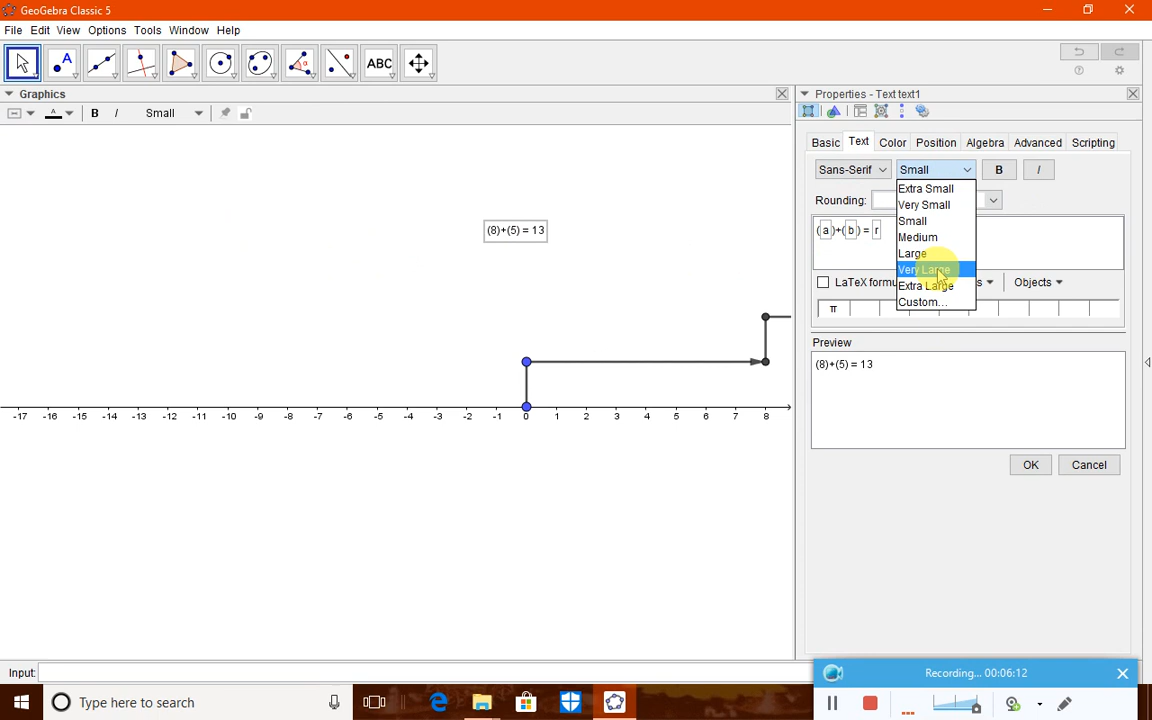 GeoGebra Classic 5
File Edit View Options Tools Window Help
A α a=2 ABC
Graphics
Properties - Text text1
A B I Small
Basic Text Color Position Algebra Advanced Scripting
Sans-Serif Small B I
Extra Small
Rounding:
Very Small
Small
(a)+(b) = r
Medium
Large
Very Large
LaTeX formu s Objects
Extra Large
Custom...
π
Preview
(8)+(5) = 13
(8)+(5) = 13
-17 -16 -15 -14 -13 -12 -11 -10 -9 -8 -7 -6 -5 -4 -3 -2 -1 0 1 2 3 4 5 6 7 8
OK Cancel
Input:
Recording... 00:06:12
Type here to search